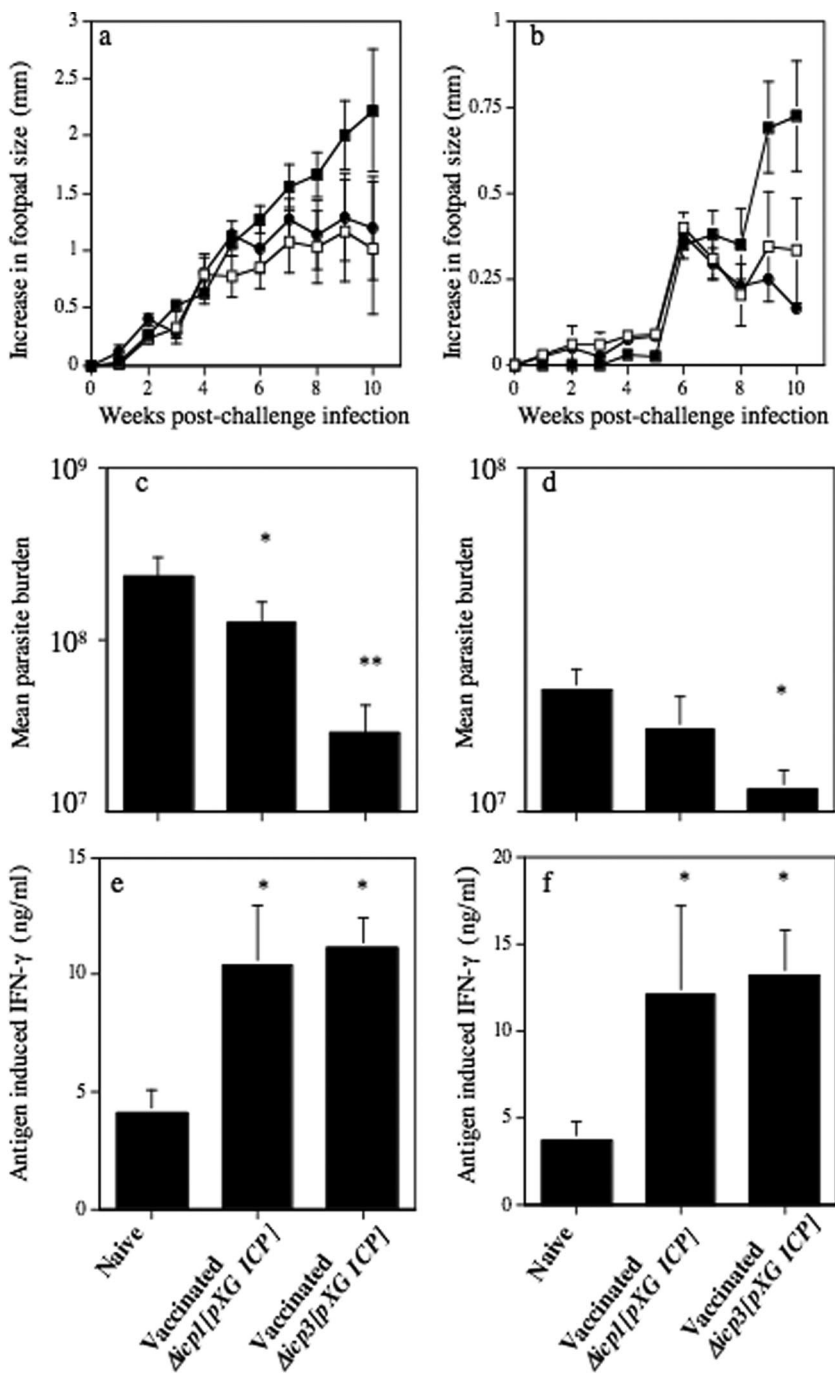 a
b
Increase in footpad size (mm)
3
2.5
2
1.5
1
0.5
0
0 2 4 6 8 10
Weeks post-challenge infection
Increase in footpad size (mm)
1
0.75
0.5
0.25
0
0 2 4 6 8 10
Weeks post-challenge infection
c
Mean parasite burden
10⁹
10⁸
10⁷
*
**
d
Mean parasite burden
10⁸
10⁷
*
e
Antigen induced IFN-γ (ng/ml)
15
10
5
0
*
*
Naive
Vaccinated
Δicp1[pXG ICP]
Vaccinated
Δicp3[pXG ICP]
f
Antigen induced IFN-γ (ng/ml)
20
15
10
5
0
*
*
Naive
Vaccinated
Δicp1[pXG ICP]
Vaccinated
Δicp3[pXG ICP]